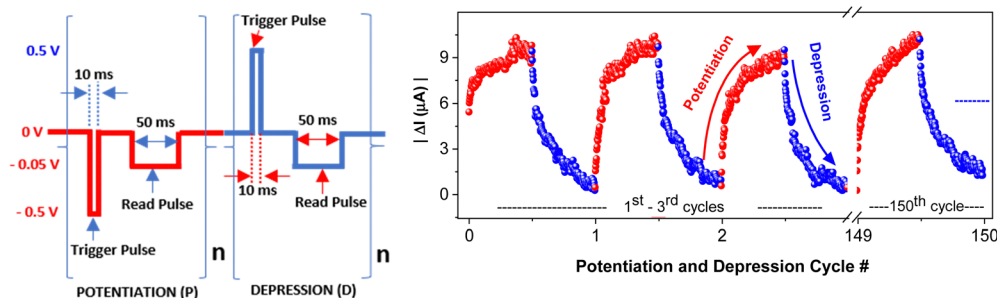 Trigger Pulse
0.5 V
10 ms
50 ms
50 ms
0 V
- 0.05 V
10 ms
Read Pulse
Read Pulse
- 0.5 V
Trigger Pulse
n
n
POTENTIATION (P)
DEPRESSION (D)
| ΔI (μA) |
9
6
3
0
Potentiation
Depression
1st - 3rd cycles
150th cycle
0
1
2
149
150
Potentiation and Depression Cycle #